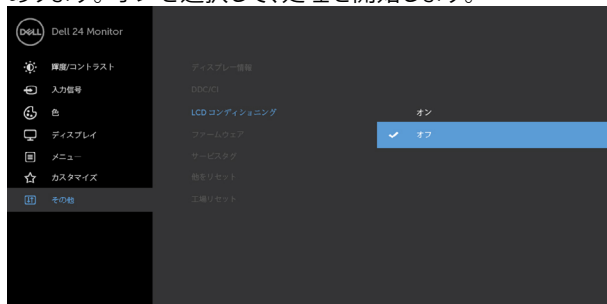 めります。オンを選択して、処理を開始します。
DELL Dell 24 Monitor
輝度/コントラスト ディスプレー情報
入力信号 DDC/CI
色 LCD コンディショニング オン
ディスプレイ ファームウェア オフ
メニュー サービスタグ
カスタマイズ 他をリセット
その他 工場リセット